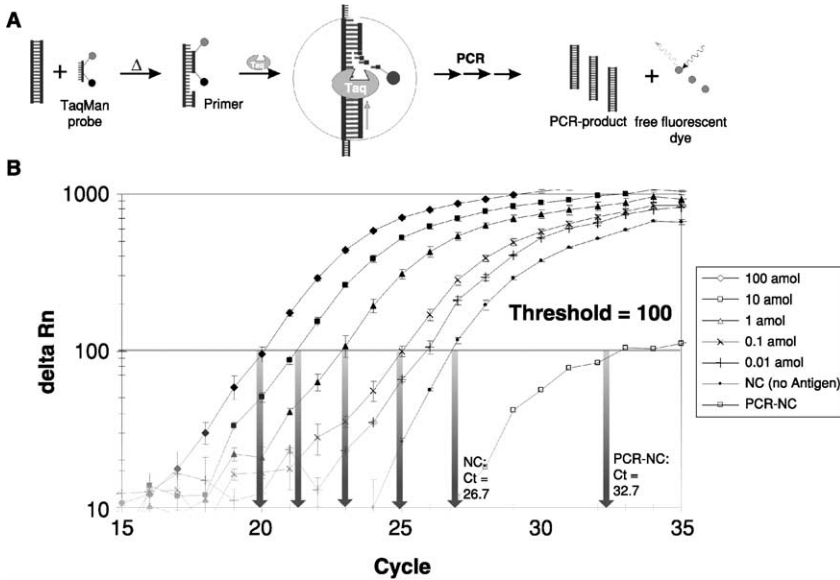 A
+
Δ
Taq
Taq
PCR
+
TaqMan
probe
Primer
PCR-product
free fluorescent
dye
B
1000
100
10
delta Rn
Threshold = 100
NC:
Ct =
26.7
PCR-NC:
Ct =
32.7
15 20 25 30 35
Cycle
100 amol
10 amol
1 amol
0.1 amol
0.01 amol
NC (no Antigen)
PCR-NC